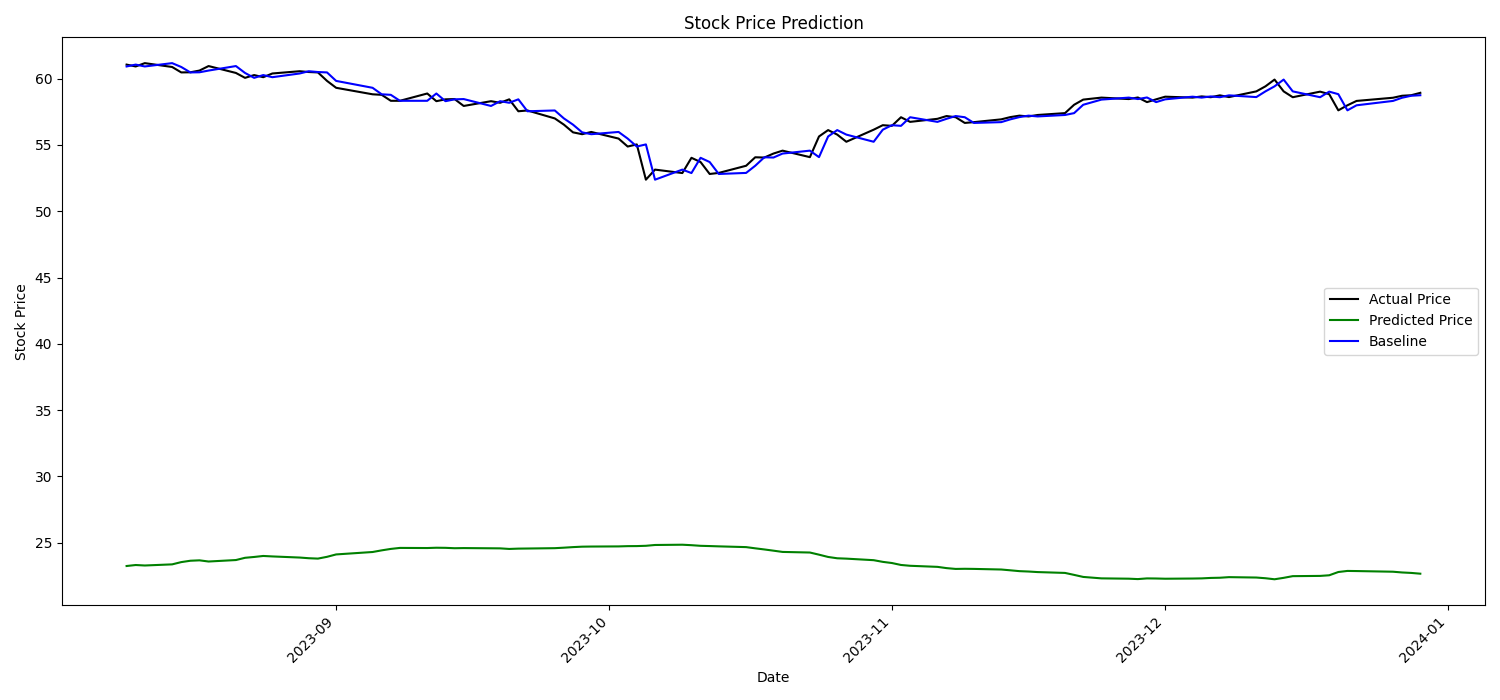 Stock Price Prediction
Stock Price
60
55
50
45
40
35
30
25
Actual Price
Predicted Price
Baseline
2023-09
2023-10
2023-11
2023-12
2024-01
Date